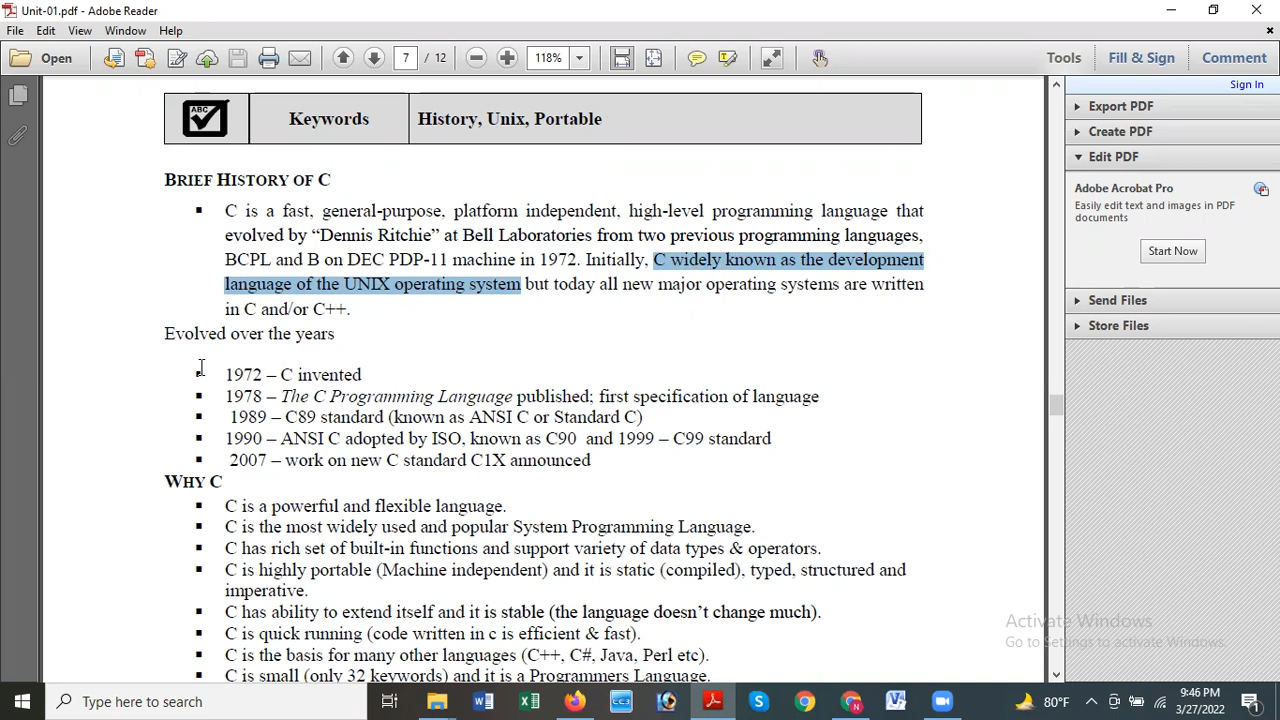 Unit-01.pdf - Adobe Reader
File Edit View Window Help
Open 7 / 12 118% Tools Fill & Sign Comment
Sign In
Export PDF
Create PDF
Edit PDF
Adobe Acrobat Pro
Easily edit text and images in PDF
documents
Start Now
Send Files
Store Files
ABC Keywords History, Unix, Portable
BRIEF HISTORY OF C
▪ C is a fast, general-purpose, platform independent, high-level programming language that
evolved by “Dennis Ritchie” at Bell Laboratories from two previous programming languages,
BCPL and B on DEC PDP-11 machine in 1972. Initially, C widely known as the development
language of the UNIX operating system but today all new major operating systems are written
in C and/or C++.
Evolved over the years
▪ 1972 – C invented
▪ 1978 – The C Programming Language published; first specification of language
▪ 1989 – C89 standard (known as ANSI C or Standard C)
▪ 1990 – ANSI C adopted by ISO, known as C90 and 1999 – C99 standard
▪ 2007 – work on new C standard C1X announced
WHY C
▪ C is a powerful and flexible language.
▪ C is the most widely used and popular System Programming Language.
▪ C has rich set of built-in functions and support variety of data types & operators.
▪ C is highly portable (Machine independent) and it is static (compiled), typed, structured and
imperative.
▪ C has ability to extend itself and it is stable (the language doesn’t change much).
▪ C is quick running (code written in c is efficient & fast).
▪ C is the basis for many other languages (C++, C#, Java, Perl etc).
▪ C is small (only 32 keywords) and it is a Programmers Language.
Activate Windows
Go to Settings to activate Windows.
Type here to search
80°F
9:46 PM
3/27/2022